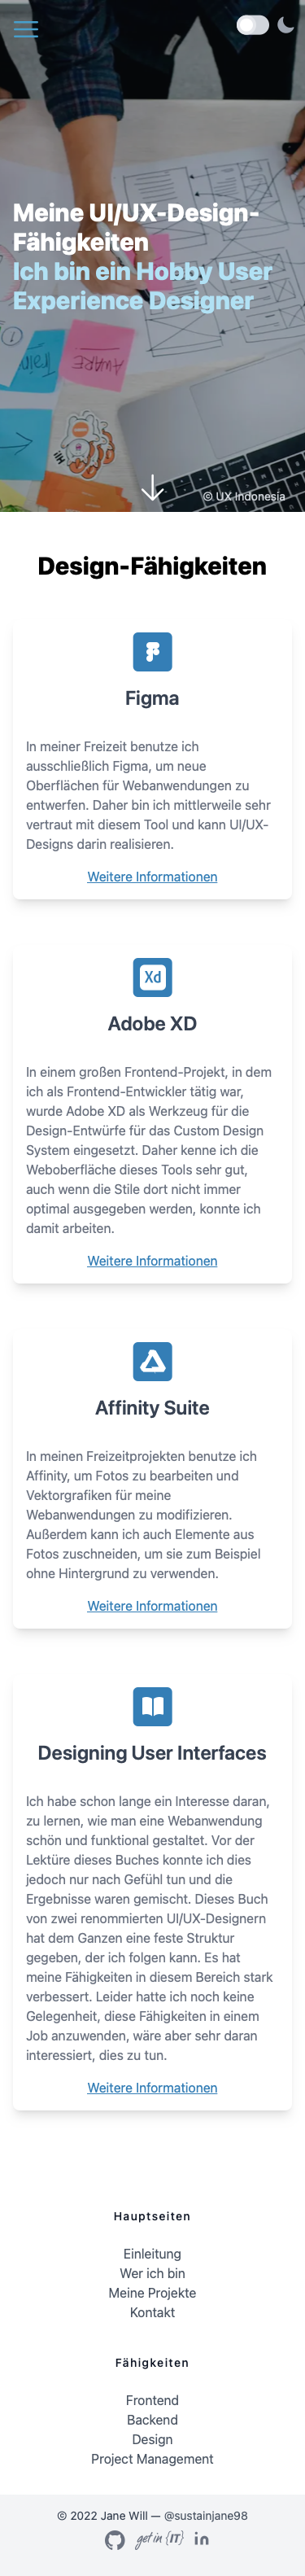 Meine UI/UX-Design-
Fähigkeiten
Ich bin ein Hobby User
Experience Designer
© UX Indonesia
Design-Fähigkeiten
Figma
In meiner Freizeit benutze ich
ausschließlich Figma, um neue
Oberflächen für Webanwendungen zu
entwerfen. Daher bin ich mittlerweile sehr
vertraut mit diesem Tool und kann UI/UX-
Designs darin realisieren.
Weitere Informationen
Xd
Adobe XD
In einem großen Frontend-Projekt, in dem
ich als Frontend-Entwickler tätig war,
wurde Adobe XD als Werkzeug für die
Design-Entwürfe für das Custom Design
System eingesetzt. Daher kenne ich die
Weboberfläche dieses Tools sehr gut,
auch wenn die Stile dort nicht immer
optimal ausgegeben werden, konnte ich
damit arbeiten.
Weitere Informationen
Affinity Suite
In meinen Freizeitprojekten benutze ich
Affinity, um Fotos zu bearbeiten und
Vektorgrafiken für meine
Webanwendungen zu modifizieren.
Außerdem kann ich auch Elemente aus
Fotos zuschneiden, um sie zum Beispiel
ohne Hintergrund zu verwenden.
Weitere Informationen
Designing User Interfaces
Ich habe schon lange ein Interesse daran,
zu lernen, wie man eine Webanwendung
schön und funktional gestaltet. Vor der
Lektüre dieses Buches konnte ich dies
jedoch nur nach Gefühl tun und die
Ergebnisse waren gemischt. Dieses Buch
von zwei renommierten UI/UX-Designern
hat dem Ganzen eine feste Struktur
gegeben, der ich folgen kann. Es hat
meine Fähigkeiten in diesem Bereich stark
verbessert. Leider hatte ich noch keine
Gelegenheit, diese Fähigkeiten in einem
Job anzuwenden, wäre aber sehr daran
interessiert, dies zu tun.
Weitere Informationen
Hauptseiten
Einleitung
Wer ich bin
Meine Projekte
Kontakt
Fähigkeiten
Frontend
Backend
Design
Project Management
© 2022 Jane Will — @sustainjane98
get in {IT}
in